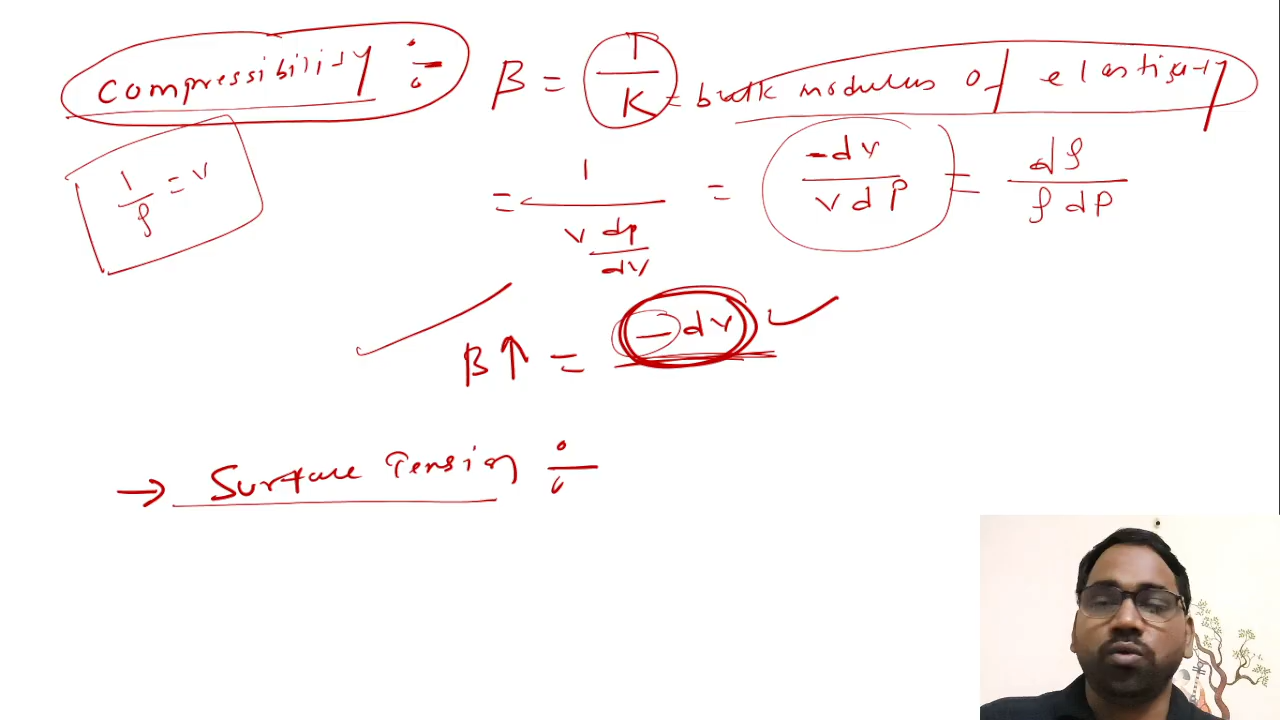 Compressibility ÷ β = 1/K = bulk modulus of elasticity
1/ρ = v
= 1/(v dp/dv) = -dv/(v dP) = dρ/(ρ dP)
β↑ = -dv ✓
→ Surface Tension ÷